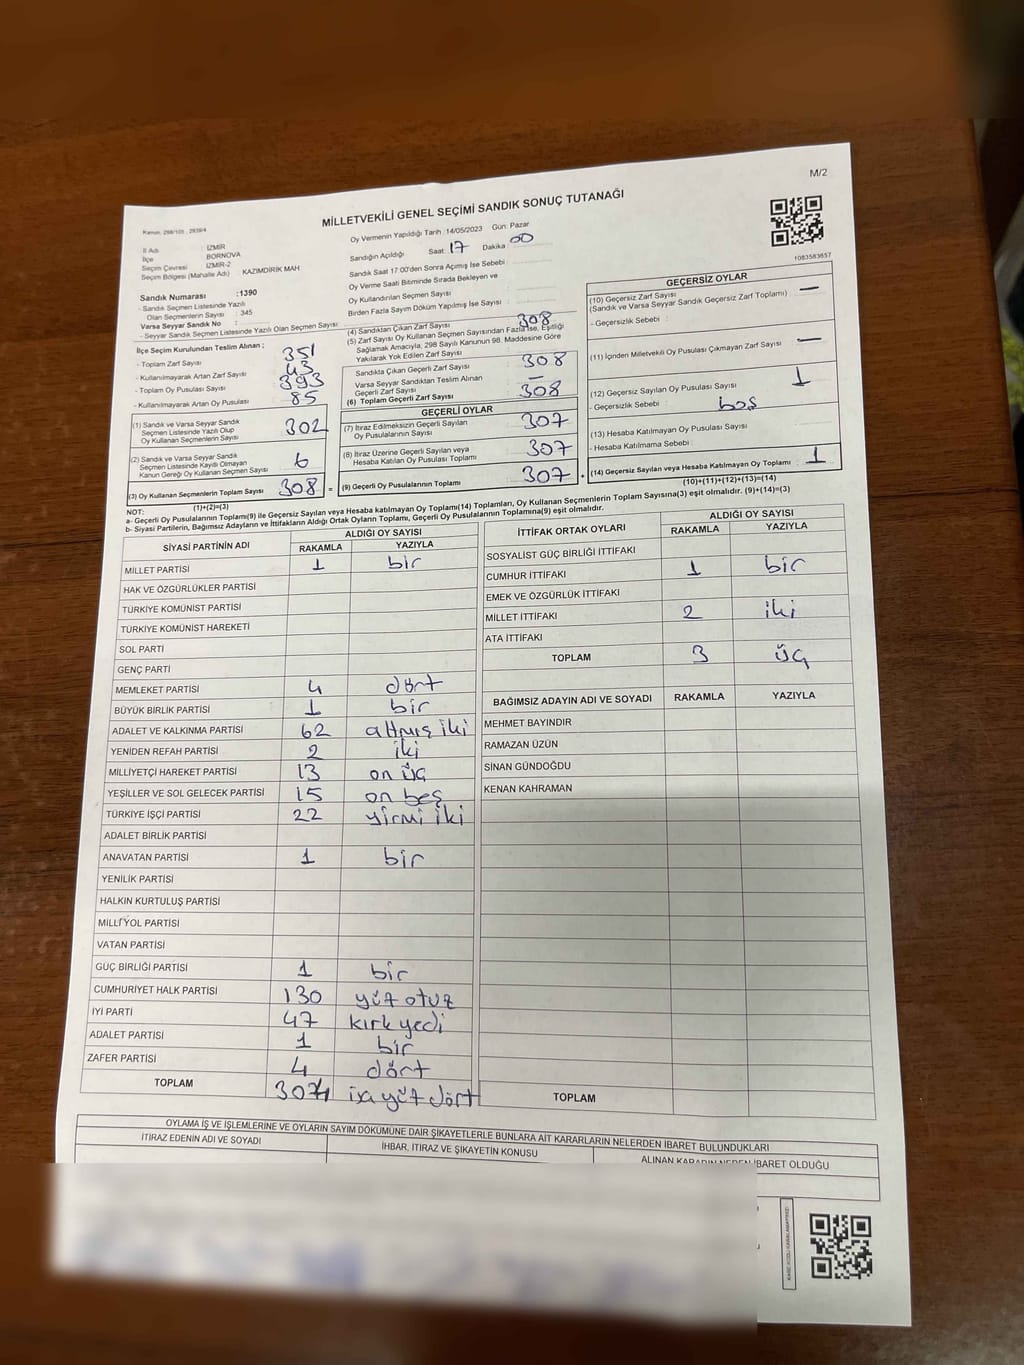 M/2
MİLLETVEKİLİ GENEL SEÇİMİ SANDIK SONUÇ TUTANAĞI
Kanun, 298/105 , 2839/4
İl Adı : İZMİR
İlçe BORNOVA
Seçim Çevresi İZMİR-2
Seçim Bölgesi (Mahalle Adı) KAZIMDİRİK MAH
Sandık Numarası :1390
- Sandık Seçmen Listesinde Yazılı
Olan Seçmenlerin Sayısı : 345
Varsa Seyyar Sandık No :
- Seyyar Sandık Seçmen Listesinde Yazılı Olan Seçmen Sayısı
Oy Vermenin Yapıldığı Tarih :14/05/2023 Gün: Pazar
Sandığın Açıldığı Saat: 17 Dakika : 00
Sandık Saat 17:00'den Sonra Açılmış İse Sebebi :
Oy Verme Saati Bitiminde Sırada Bekleyen ve
Oy Kullandırılan Seçmen Sayısı :
Birden Fazla Sayım Döküm Yapılmış İse Sayısı :
1083583657
İlçe Seçim Kurulundan Teslim Alınan ;
- Toplam Zarf Sayısı 351
- Kullanılmayarak Artan Zarf Sayısı 43
- Toplam Oy Pusulası Sayısı 393
- Kullanılmayarak Artan Oy Pusulası 85
(1) Sandık ve Varsa Seyyar Sandık
Seçmen Listesinde Yazılı Olup
Oy Kullanan Seçmenlerin Sayısı 302
(2) Sandık ve Varsa Seyyar Sandık
Seçmen Listesinde Kayıtlı Olmayan
Kanun Gereği Oy Kullanan Seçmen Sayısı 6
(3) Oy Kullanan Seçmenlerin Toplam Sayısı 308 =
(1)+(2)=(3)
(4) Sandıktan Çıkan Zarf Sayısı 308
(5) Zarf Sayısı Oy Kullanan Seçmen Sayısından Fazla İse, Eşitliği
Sağlamak Amacıyla, 298 Sayılı Kanunun 98. Maddesine Göre
Yakılarak Yok Edilen Zarf Sayısı
Sandıkta Çıkan Geçerli Zarf Sayısı 308
Varsa Seyyar Sandıktan Teslim Alınan
Geçerli Zarf Sayısı —
(6) Toplam Geçerli Zarf Sayısı 308
GEÇERLİ OYLAR
(7) İtiraz Edilmeksizin Geçerli Sayılan
Oy Pusulalarının Sayısı 307
(8) İtiraz Üzerine Geçerli Sayılan veya
Hesaba Katılan Oy Pusulası Toplamı 307
(9) Geçerli Oy Pusulalarının Toplamı 307
GEÇERSİZ OYLAR
(10) Geçersiz Zarf Sayısı
(Sandık ve Varsa Seyyar Sandık Geçersiz Zarf Toplamı) —
- Geçersizlik Sebebi :
(11) İçinden Milletvekili Oy Pusulası Çıkmayan Zarf Sayısı —
(12) Geçersiz Sayılan Oy Pusulası Sayısı 1
- Geçersizlik Sebebi : boş
(13) Hesaba Katılmayan Oy Pusulası Sayısı
- Hesaba Katılmama Sebebi :
(14) Geçersiz Sayılan veya Hesaba Katılmayan Oy Toplamı 1
(10)+(11)+(12)+(13)=(14)
NOT:
a- Geçerli Oy Pusulalarının Toplamı(9) ile Geçersiz Sayılan veya Hesaba katılmayan Oy Toplamı(14) Toplamları, Oy Kullanan Seçmenlerin Toplam Sayısına(3) eşit olmalıdır. (9)+(14)=(3)
b- Siyasi Partilerin, Bağımsız Adayların ve İttifakların Aldığı Ortak Oyların Toplamı, Geçerli Oy Pusulalarının Toplamına(9) eşit olmalıdır.
SİYASİ PARTİNİN ADI ALDIĞI OY SAYISI
RAKAMLA YAZIYLA
MİLLET PARTİSİ 1 bir
HAK VE ÖZGÜRLÜKLER PARTİSİ
TÜRKİYE KOMÜNİST PARTİSİ
TÜRKİYE KOMÜNİST HAREKETİ
SOL PARTİ
GENÇ PARTİ
MEMLEKET PARTİSİ 4 dört
BÜYÜK BİRLİK PARTİSİ 1 bir
ADALET VE KALKINMA PARTİSİ 62 altmış iki
YENİDEN REFAH PARTİSİ 2 iki
MİLLİYETÇİ HAREKET PARTİSİ 13 on üç
YEŞİLLER VE SOL GELECEK PARTİSİ 15 on beş
TÜRKİYE İŞÇİ PARTİSİ 22 yirmi iki
ADALET BİRLİK PARTİSİ
ANAVATAN PARTİSİ 1 bir
YENİLİK PARTİSİ
HALKIN KURTULUŞ PARTİSİ
MİLLİ YOL PARTİSİ
VATAN PARTİSİ
GÜÇ BİRLİĞİ PARTİSİ 1 bir
CUMHURİYET HALK PARTİSİ 130 yüz otuz
İYİ PARTİ 47 kırk yedi
ADALET PARTİSİ 1 bir
ZAFER PARTİSİ 4 dört
TOPLAM 304 üç yüz dört
İTTİFAK ORTAK OYLARI ALDIĞI OY SAYISI
RAKAMLA YAZIYLA
SOSYALİST GÜÇ BİRLİĞİ İTTİFAKI
CUMHUR İTTİFAKI 1 bir
EMEK VE ÖZGÜRLÜK İTTİFAKI
MİLLET İTTİFAKI 2 iki
ATA İTTİFAKI
TOPLAM 3 üç
BAĞIMSIZ ADAYIN ADI VE SOYADI RAKAMLA YAZIYLA
MEHMET BAYINDIR
RAMAZAN ÜZÜN
SİNAN GÜNDOĞDU
KENAN KAHRAMAN
TOPLAM
OYLAMA İŞ VE İŞLEMLERİNE VE OYLARIN SAYIM DÖKÜMÜNE DAİR ŞİKAYETLERLE BUNLARA AİT KARARLARIN NELERDEN İBARET BULUNDUKLARI
İTİRAZ EDENİN ADI VE SOYADI İHBAR, İTİRAZ VE ŞİKAYETİN KONUSU ALINAN KARARIN NEDEN İBARET OLDUĞU